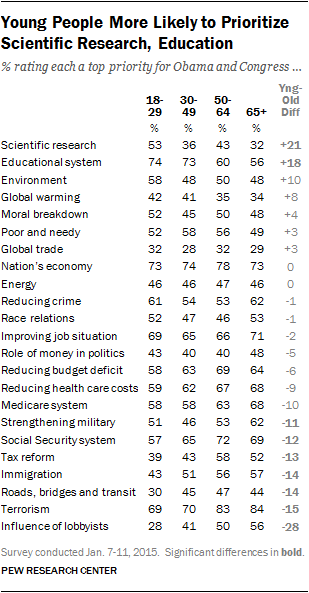 Young People More Likely to Prioritize
Scientific Research, Education
% rating each a top priority for Obama and Congress ...
18-29 30-49 50-64 65+ Yng-Old Diff
% % % %
Scientific research 53 36 43 32 +21
Educational system 74 73 60 56 +18
Environment 58 48 50 48 +10
Global warming 42 41 35 34 +8
Moral breakdown 52 45 50 48 +4
Poor and needy 52 58 56 49 +3
Global trade 32 28 32 29 +3
Nation's economy 73 74 78 73 0
Energy 46 46 47 46 0
Reducing crime 61 54 53 62 -1
Race relations 52 47 46 53 -1
Improving job situation 69 65 66 71 -2
Role of money in politics 43 40 40 48 -5
Reducing budget deficit 58 63 69 64 -6
Reducing health care costs 59 62 67 68 -9
Medicare system 58 58 63 68 -10
Strengthening military 51 46 53 62 -11
Social Security system 57 65 72 69 -12
Tax reform 39 43 58 52 -13
Immigration 43 51 56 57 -14
Roads, bridges and transit 30 45 47 44 -14
Terrorism 69 70 83 84 -15
Influence of lobbyists 28 41 50 56 -28
Survey conducted Jan. 7-11, 2015. Significant differences in bold.
PEW RESEARCH CENTER